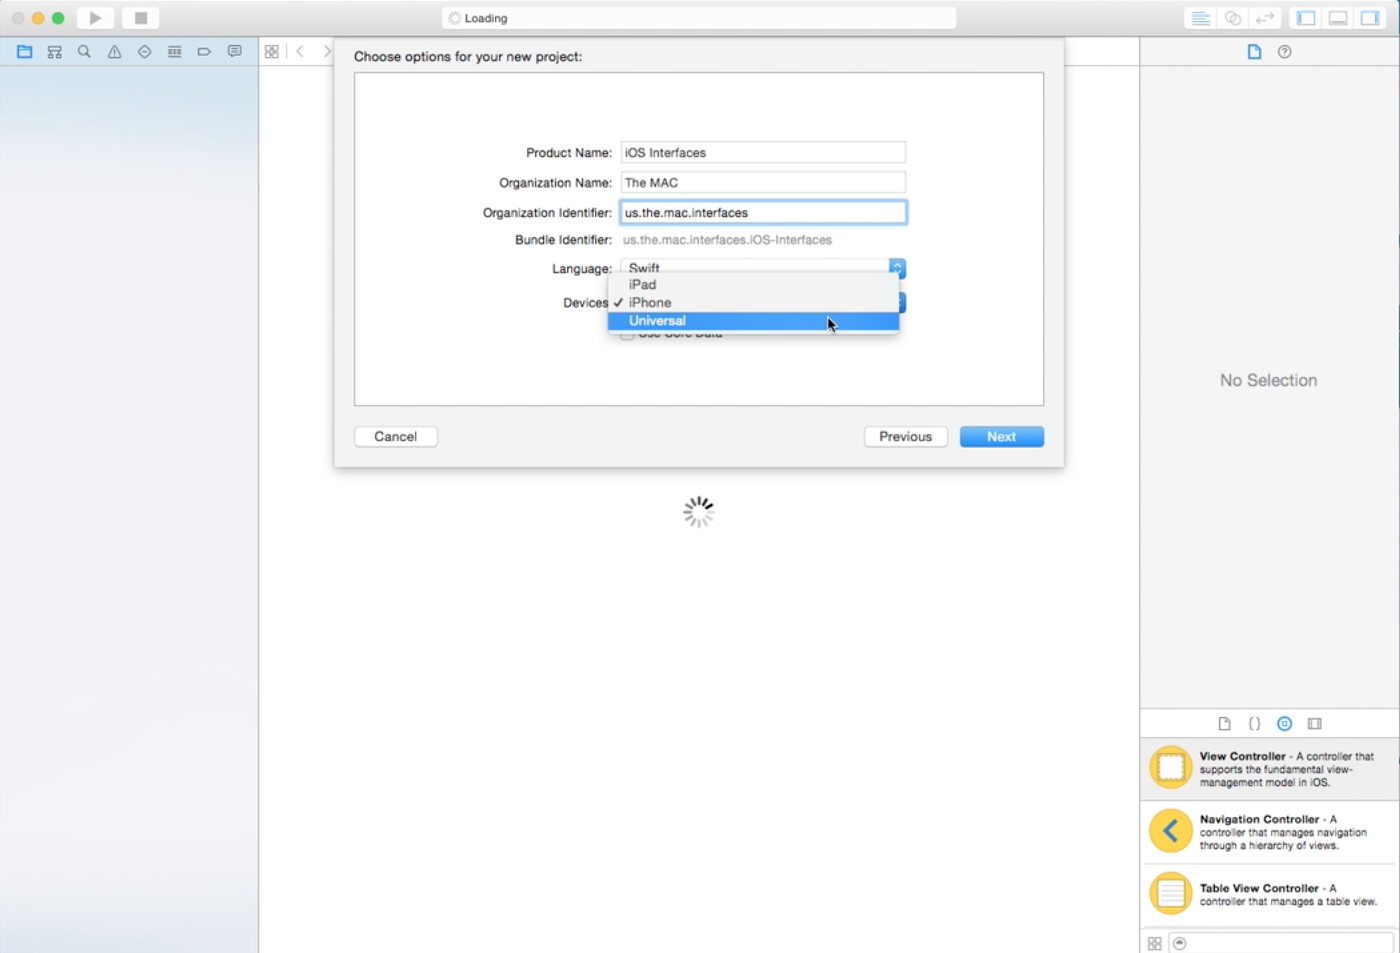 Loading
Choose options for your new project:
Product Name: iOS Interfaces
Organization Name: The MAC
Organization Identifier: us.the.mac.interfaces
Bundle Identifier: us.the.mac.interfaces.iOS-Interfaces
Language: Swift
iPad
Devices ✓ iPhone
Universal
Use Core Data
Cancel
Previous
Next
No Selection
View Controller - A controller that
supports the fundamental view-
management model in iOS.
Navigation Controller - A
controller that manages navigation
through a hierarchy of views.
Table View Controller - A
controller that manages a table view.